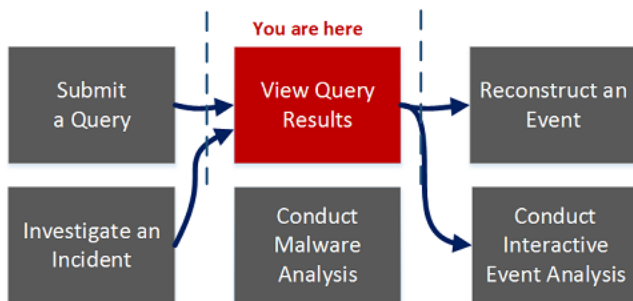 You are here
Submit
a Query
View Query
Results
Reconstruct an
Event
Investigate an
Incident
Conduct
Malware
Analysis
Conduct
Interactive
Event Analysis